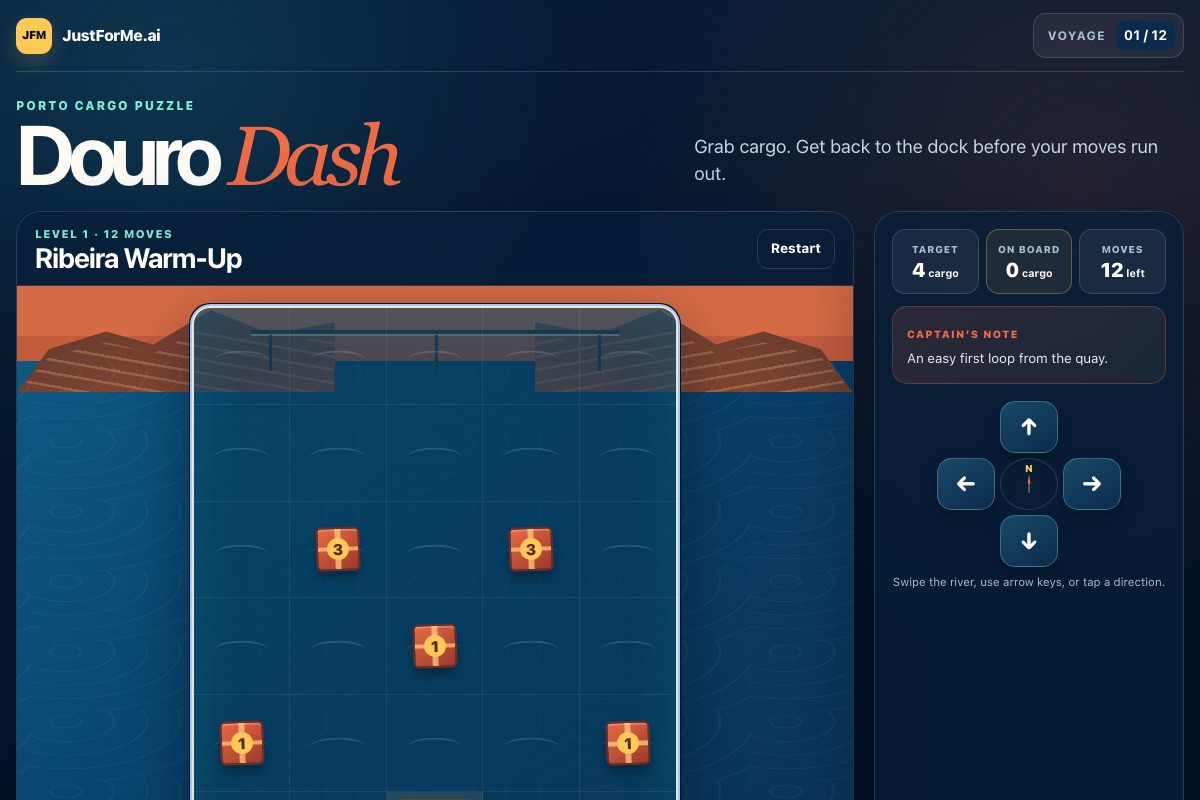 JFM JustForMe.ai
VOYAGE 01 / 12
PORTO CARGO PUZZLE
Douro Dash
Grab cargo. Get back to the dock before your moves run
out.
LEVEL 1 · 12 MOVES
Ribeira Warm-Up
Restart
TARGET
4 cargo
ON BOARD
0 cargo
MOVES
12 left
CAPTAIN'S NOTE
An easy first loop from the quay.
N
Swipe the river, use arrow keys, or tap a direction.
3 3
1
1 1